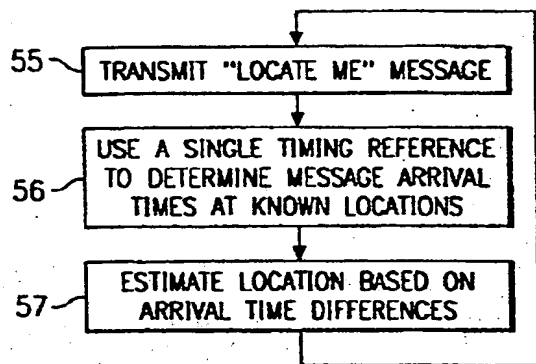 55
TRANSMIT "LOCATE ME" MESSAGE
56
USE A SINGLE TIMING REFERENCE
TO DETERMINE MESSAGE ARRIVAL
TIMES AT KNOWN LOCATIONS
57
ESTIMATE LOCATION BASED ON
ARRIVAL TIME DIFFERENCES